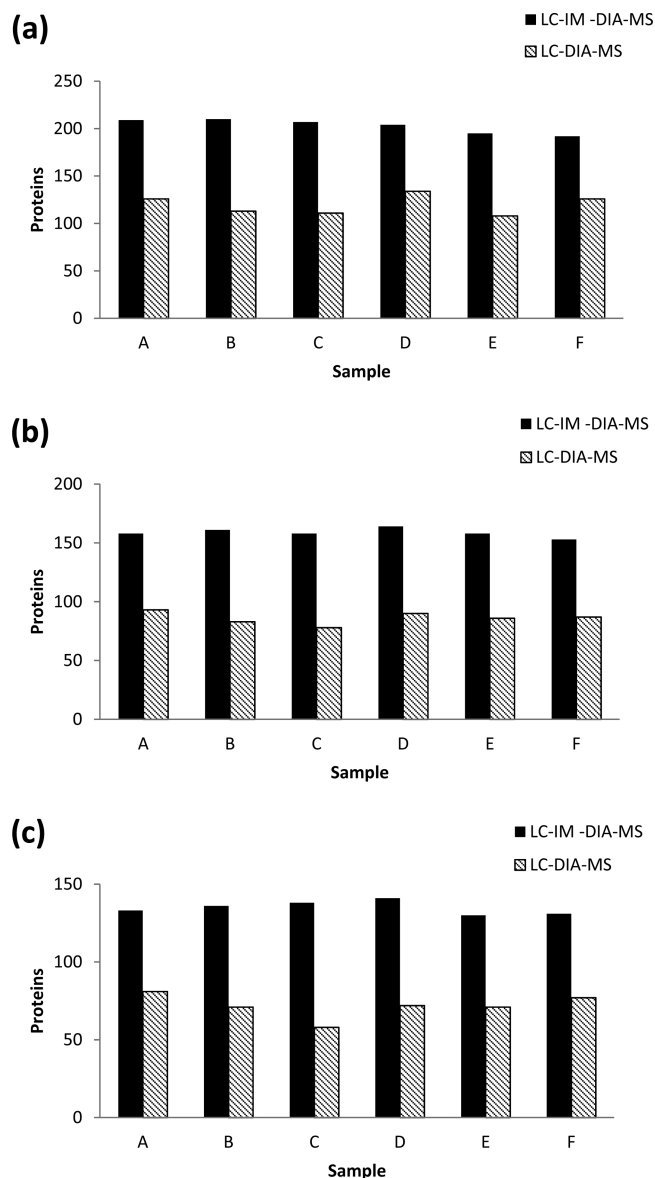 (a)
LC-IM -DIA-MS
LC-DIA-MS
250
200
150
100
50
0
Proteins
A B C D E F
Sample
(b)
LC-IM -DIA-MS
LC-DIA-MS
200
150
100
50
0
Proteins
A B C D E F
Sample
(c)
LC-IM -DIA-MS
LC-DIA-MS
150
100
50
0
Proteins
A B C D E F
Sample